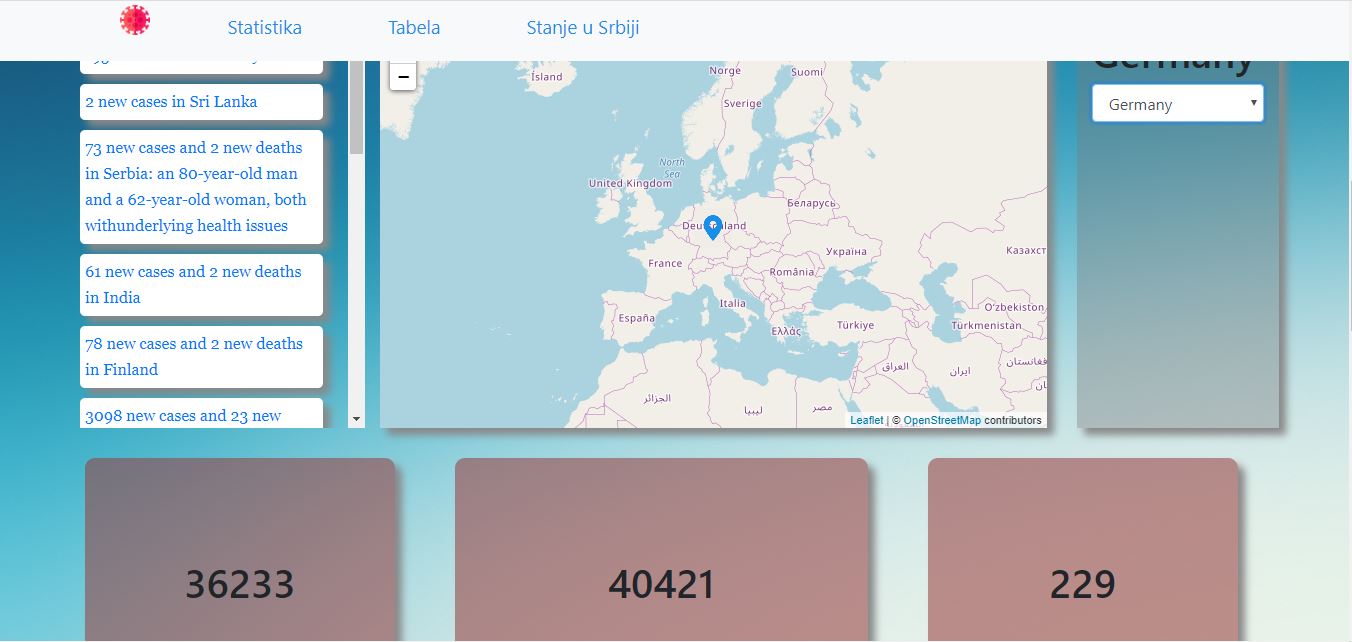 Statistika
Tabela
Stanje u Srbiji
2 new cases in Sri Lanka
73 new cases and 2 new deaths
in Serbia: an 80-year-old man
and a 62-year-old woman, both
withunderlying health issues
61 new cases and 2 new deaths
in India
78 new cases and 2 new deaths
in Finland
3098 new cases and 23 new
−
Ísland
Norge
Suomi
Sverige
North
Sea
United Kingdom
Беларусь
Deutschland
Україна
Казахст
France
România
Italia
O'zbekiston
España
Ελλάς
Türkiye
Türkmenistan
العراق
ایران
افغانستان
الجزائر
ليبيا
مصر
Leaflet | © OpenStreetMap contributors
Germany
Germany
36233
40421
229